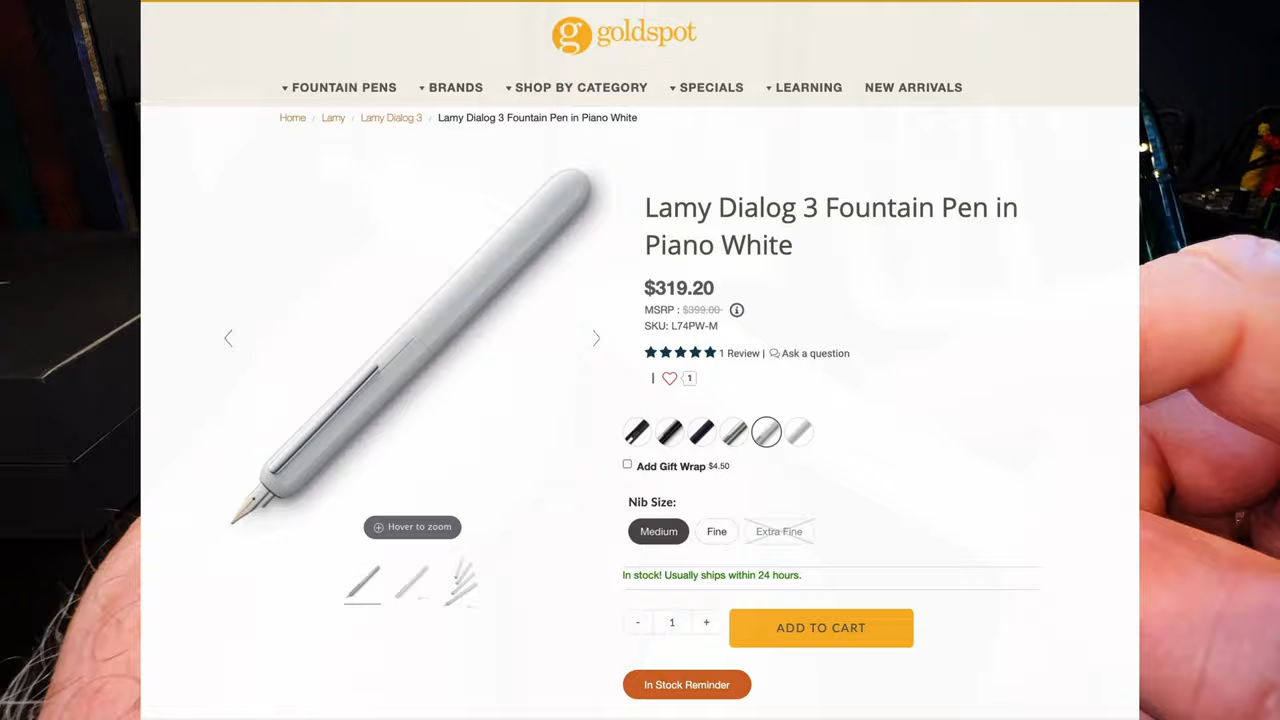 g goldspot
FOUNTAIN PENS BRANDS SHOP BY CATEGORY SPECIALS LEARNING NEW ARRIVALS
Home / Lamy / Lamy Dialog 3 / Lamy Dialog 3 Fountain Pen in Piano White
Lamy Dialog 3 Fountain Pen in
Piano White
$319.20
MSRP : $399.00
SKU: L74PW-M
1 Review | Ask a question
| 1
Add Gift Wrap $4.50
Nib Size:
Medium Fine Extra Fine
Hover to zoom
In stock! Usually ships within 24 hours.
- 1 + ADD TO CART
In Stock Reminder